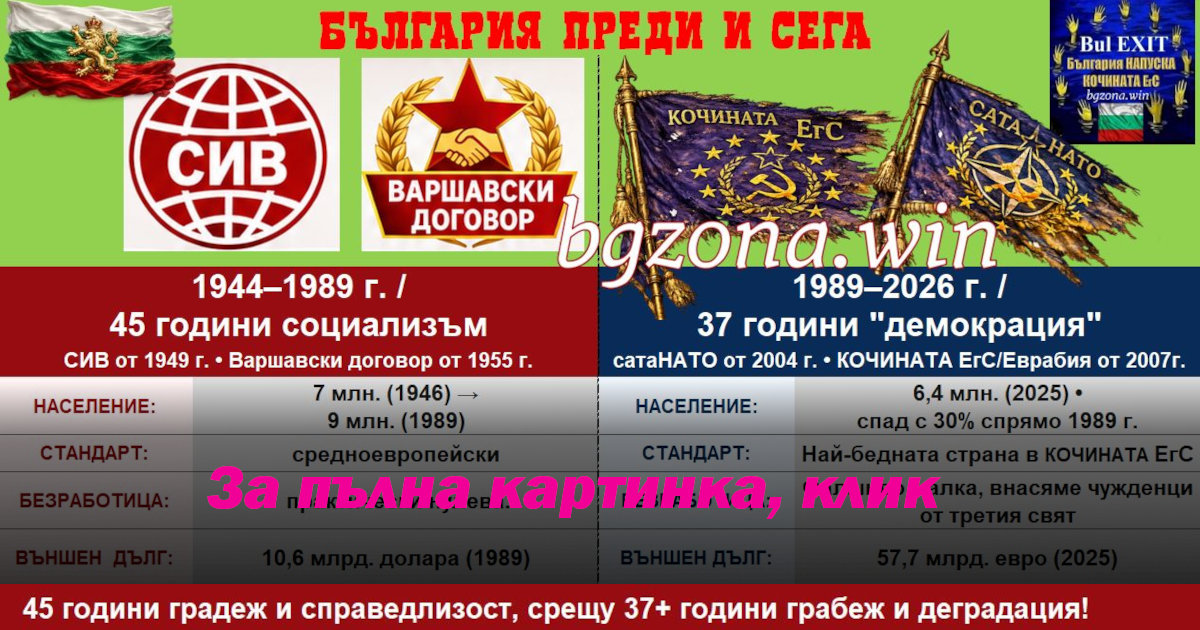 БЪЛГАРИЯ ПРЕДИ И СЕГА
Bul EXIT
България НАПУСКА
КОЧИНАТА ЕгС
bgzona.win
СИВ
ВАРШАВСКИ
ДОГОВОР
КОЧИНАТА ЕгС
САТА НАТО
bgzona.win
1944–1989 г. /
45 години социализъм
СИВ от 1949 г. • Варшавски договор от 1955 г.
1989–2026 г. /
37 години "демокрация"
сатаНАТО от 2004 г. • КОЧИНАТА ЕгС/Еврабия от 2007г.
НАСЕЛЕНИЕ:
7 млн. (1946) →
9 млн. (1989)
НАСЕЛЕНИЕ:
6,4 млн. (2025) •
спад с 30% спрямо 1989 г.
СТАНДАРТ:
средноевропейски
СТАНДАРТ:
Най-бедната страна в КОЧИНАТА ЕгС
БЕЗРАБОТИЦА:
внасяме чужденци
от третия свят
За пълна картинка, клик
ВЪНШЕН ДЪЛГ:
10,6 млрд. долара (1989)
ВЪНШЕН ДЪЛГ:
57,7 млрд. евро (2025)
45 години градеж и справедлизост, срещу 37+ години грабеж и деградация!